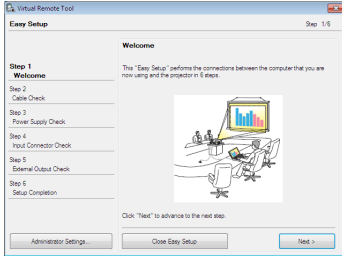 Virtual Remote Tool
Easy Setup
Step 1/6
Step 1
Welcome
Step 2
Cable Check
Step 3
Power Supply Check
Step 4
Input Connector Check
Step 5
External Output Check
Step 6
Setup Completion
Welcome
This "Easy Setup" performs the connections between the computer that you are
now using and the projector in 6 steps.
Click "Next" to advance to the next step.
Administrator Settings...
Close Easy Setup
Next >